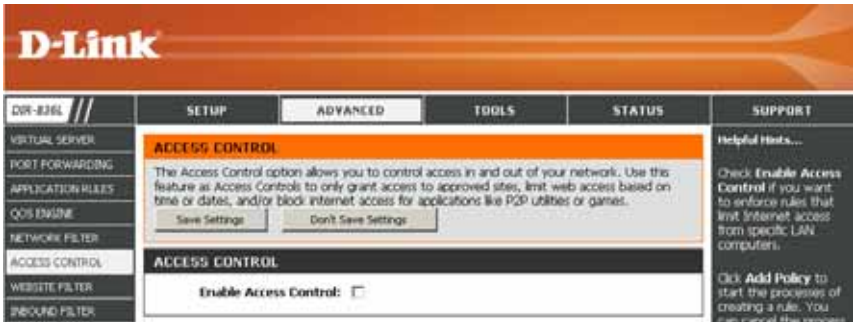 D-Link
DIR-836L
SETUP
ADVANCED
TOOLS
STATUS
SUPPORT
VIRTUAL SERVER
PORT FORWARDING
APPLICATION RULES
QOS ENGINE
NETWORK FILTER
ACCESS CONTROL
WEBSITE FILTER
INBOUND FILTER
ACCESS CONTROL
The Access Control option allows you to control access in and out of your network. Use this
feature as Access Controls to only grant access to approved sites, limit web access based on
time or dates, and/or block internet access for applications like P2P utilities or games.
Save Settings
Don't Save Settings
ACCESS CONTROL
Enable Access Control:
Helpful Hints...
Check Enable Access
Control if you want
to enforce rules that
limit Internet access
from specific LAN
computers.
Click Add Policy to
start the processes of
creating a rule. You
can cancel the process